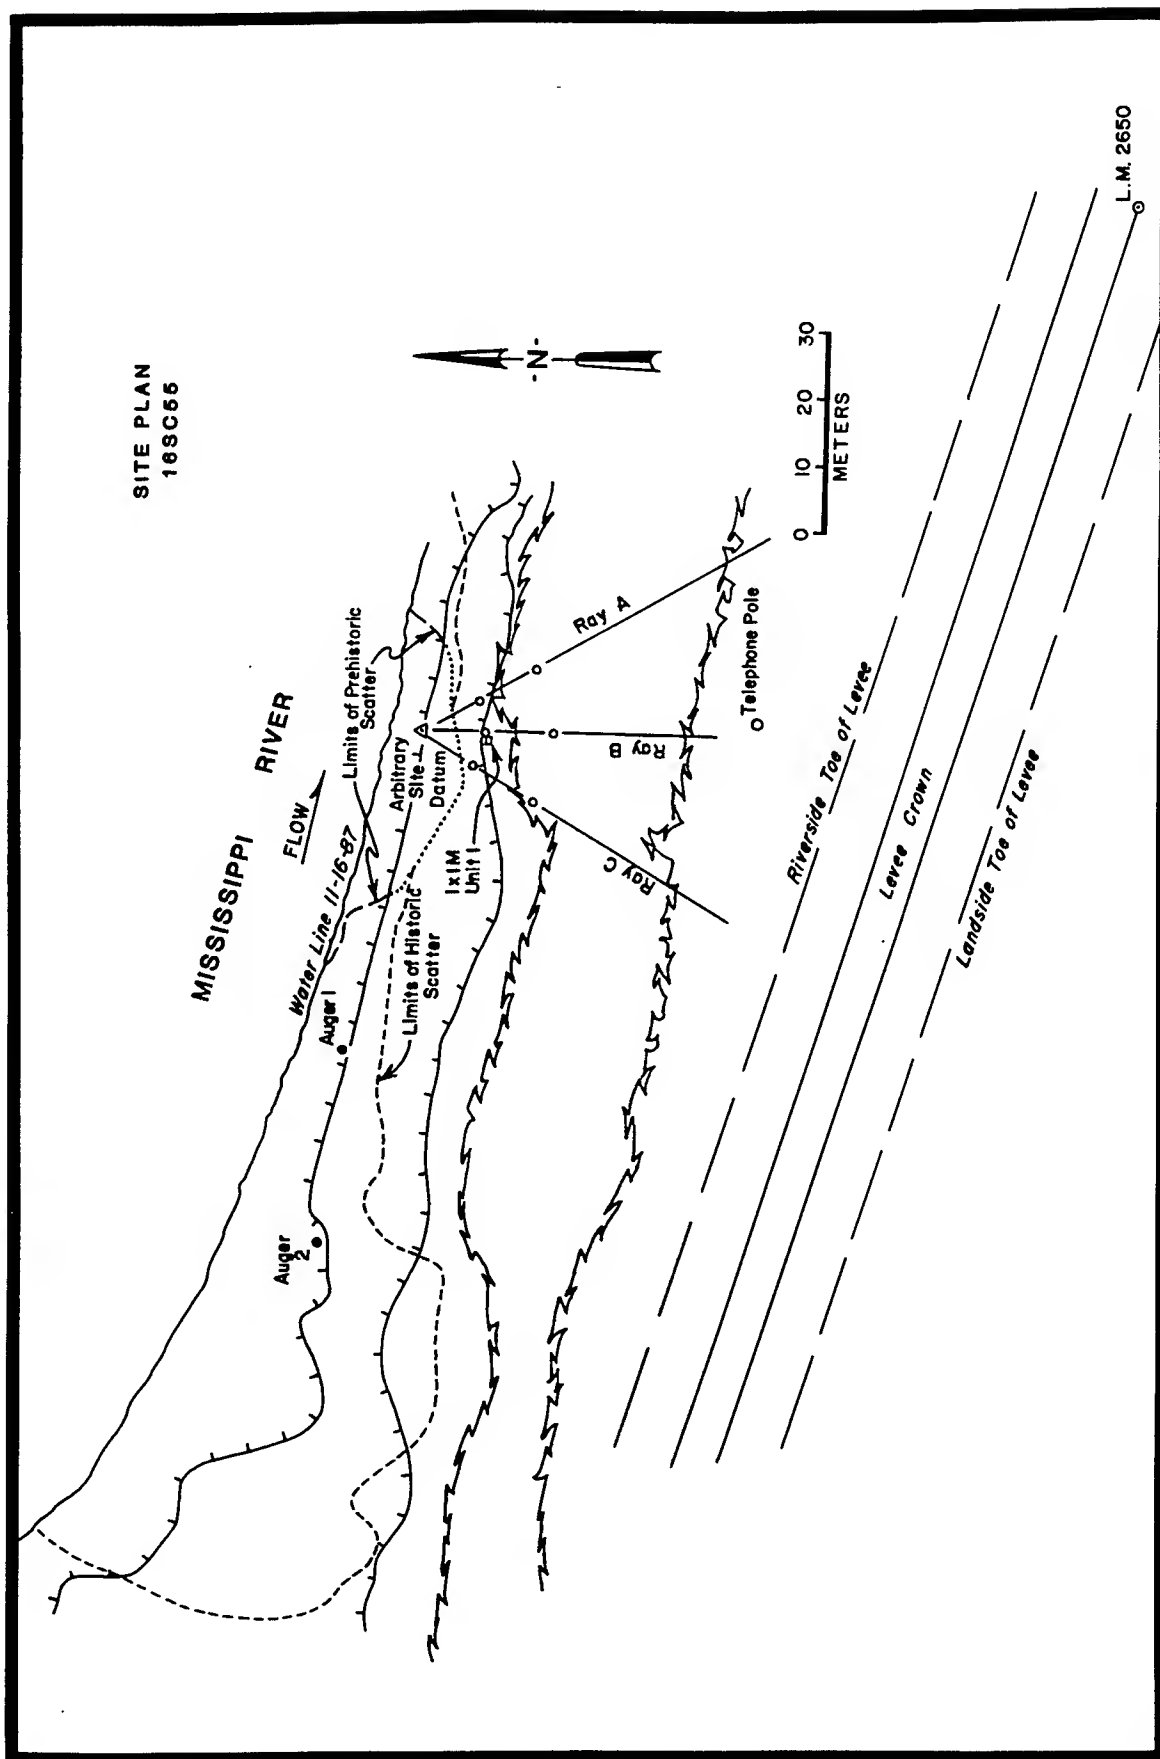 SITE PLAN
16SC55
MISSISSIPPI RIVER
FLOW
Water Line 11-16-87
Limits of Prehistoric
Scatter
Arbitrary
Site
Datum
1x1M
Unit 1
Auger 1
Auger
2
Limits of Historic
Scatter
-N-
Ray A
Ray B
Ray C
Telephone Pole
0 10 20 30
METERS
Riverside Toe of Levee
Levee Crown
Landside Toe of Levee
L.M. 2650